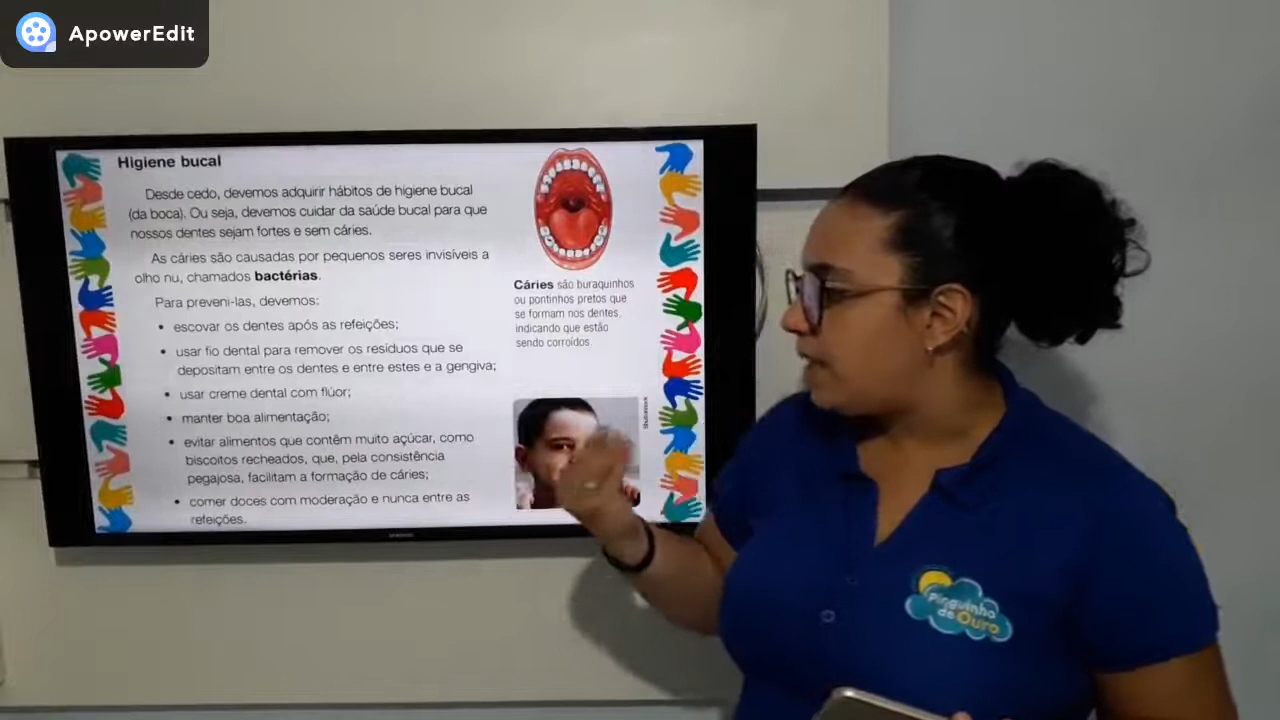 ApowerEdit
Higiene bucal
Desde cedo, devemos adquirir hábitos de higiene bucal
(da boca). Ou seja, devemos cuidar da saúde bucal para que
nossos dentes sejam fortes e sem cáries.
As cáries são causadas por pequenos seres invisíveis a
olho nu, chamados bactérias.
Para preveni-las, devemos:
• escovar os dentes após as refeições;
• usar fio dental para remover os resíduos que se
depositam entre os dentes e entre estes e a gengiva;
• usar creme dental com flúor;
• manter boa alimentação;
• evitar alimentos que contêm muito açúcar, como
biscoitos recheados, que, pela consistência
pegajosa, facilitam a formação de cáries;
• comer doces com moderação e nunca entre as
refeições.
Cáries são buraquinhos
ou pontinhos pretos que
se formam nos dentes,
indicando que estão
sendo corroídos.
Shutterstock
SAMSUNG
Pinguinho
de Ouro